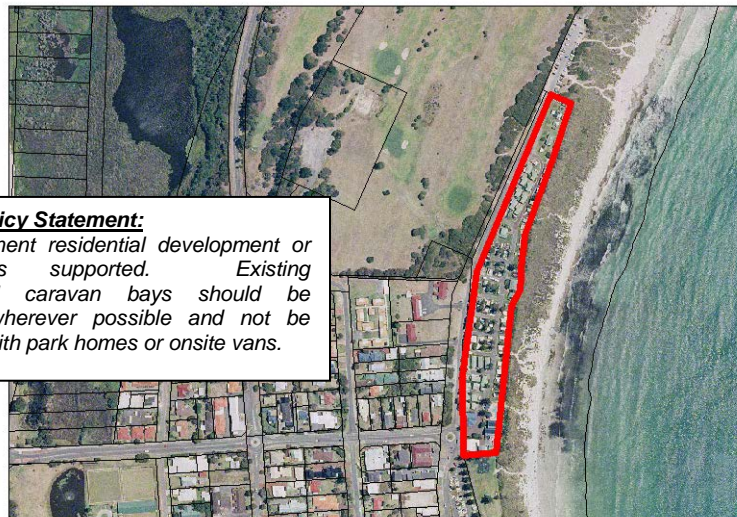 icy Statement:
nent residential development or
s supported. Existing
caravan bays should be
wherever possible and not be
ith park homes or onsite vans.